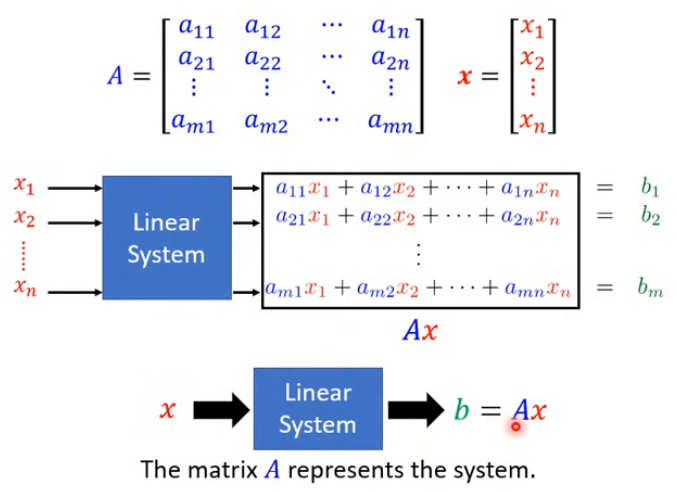 A = [ a₁₁ a₁₂ ⋯ a₁ₙ
a₂₁ a₂₂ ⋯ a₂ₙ
⋮ ⋮ ⋱ ⋮
aₘ₁ aₘ₂ ⋯ aₘₙ ]
x = [ x₁
x₂
⋮
xₙ ]
x₁
x₂
⋮
xₙ
Linear
System
a₁₁x₁ + a₁₂x₂ + ⋯ + a₁ₙxₙ = b₁
a₂₁x₁ + a₂₂x₂ + ⋯ + a₂ₙxₙ = b₂
⋮
aₘ₁x₁ + aₘ₂x₂ + ⋯ + aₘₙxₙ = bₘ
Ax
x
Linear
System
b = Ax
The matrix A represents the system.